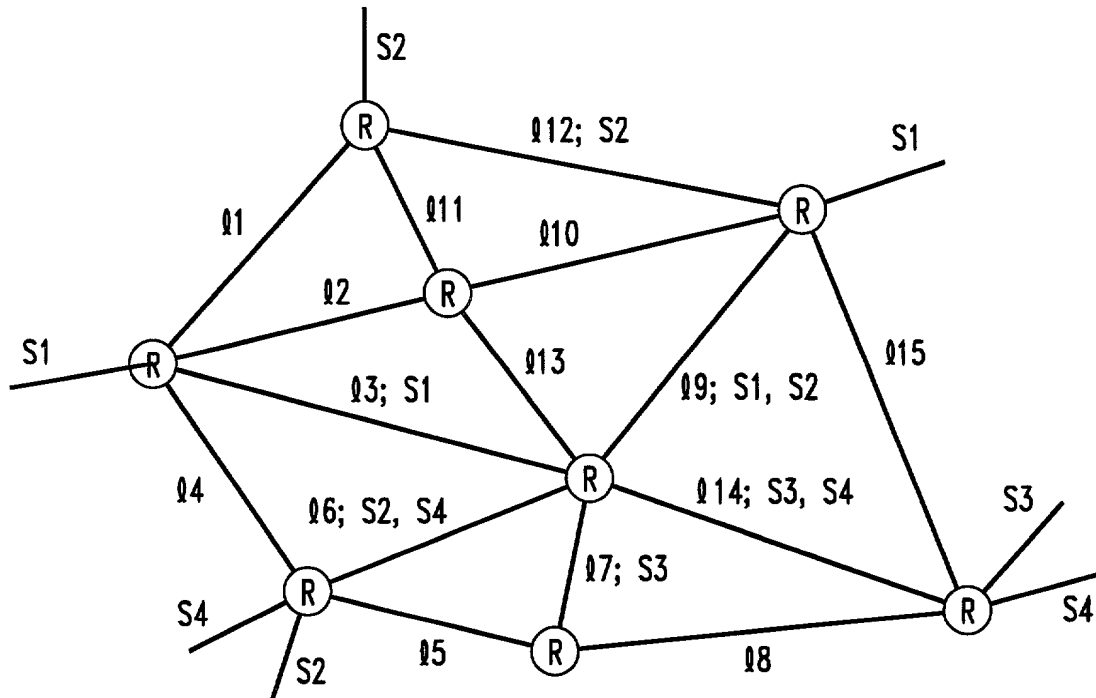 S2
R
ℓ12; S2
S1
R
ℓ1
ℓ11
ℓ10
R
ℓ2
S1
R
ℓ3; S1
ℓ13
ℓ9; S1, S2
ℓ15
ℓ4
ℓ6; S2, S4
R
ℓ14; S3, S4
S3
ℓ7; S3
R
S4
R
S4
S2
ℓ5
R
ℓ8